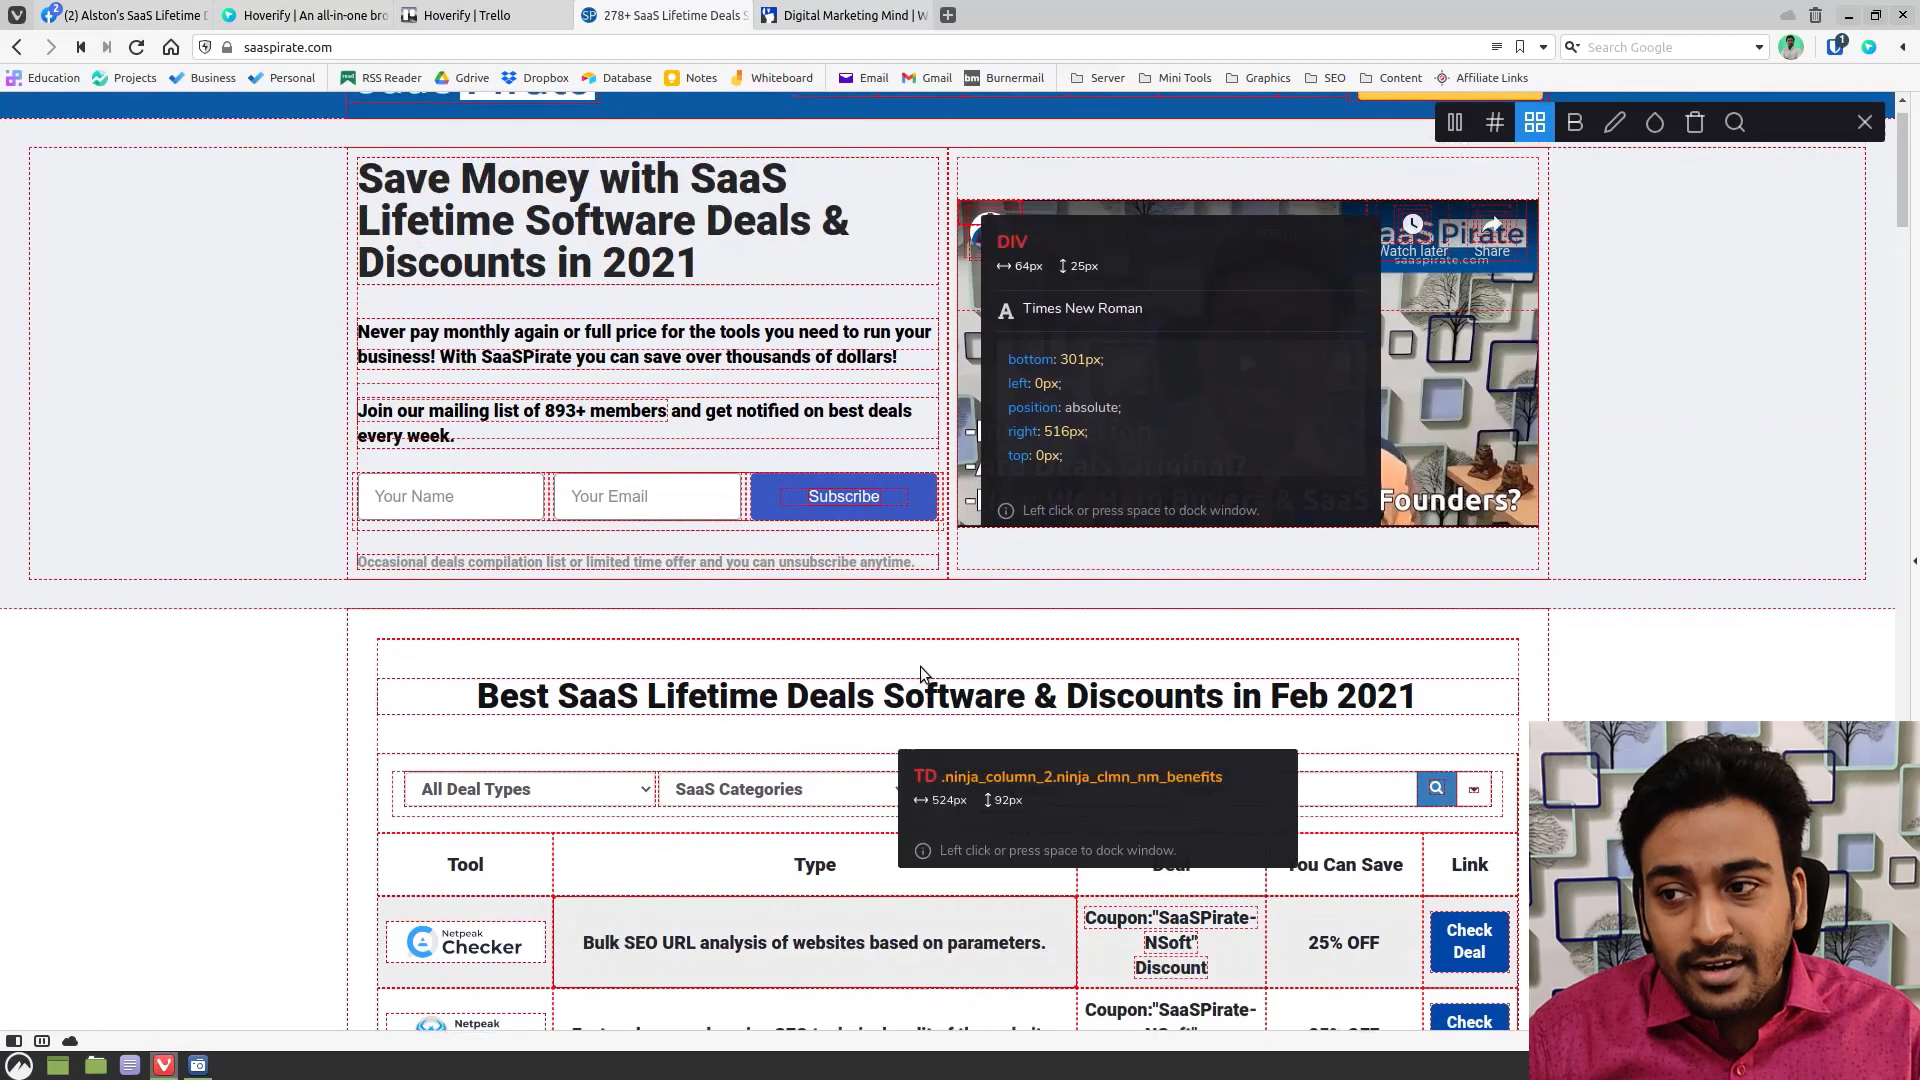 (2) Alston's SaaS Lifetime D
Hoverify | An all-in-one bro
Hoverify | Trello
278+ SaaS Lifetime Deals S
Digital Marketing Mind | W
saaspirate.com
Search Google
1
Education
Projects
Business
Personal
RSS Reader
Gdrive
Dropbox
Database
Notes
Whiteboard
Email
Gmail
Burnermail
Server
Mini Tools
Graphics
SEO
Content
Affiliate Links
Save Money with SaaS
Lifetime Software Deals &
Discounts in 2021
Never pay monthly again or full price for the tools you need to run your
business! With SaaSPirate you can save over thousands of dollars!
Join our mailing list of 893+ members and get notified on best deals
every week.
Your Name
Your Email
Subscribe
Occasional deals compilation list or limited time offer and you can unsubscribe anytime.
DIV
64px 25px
Times New Roman
bottom: 301px;
left: 0px;
position: absolute;
right: 516px;
top: 0px;
Left click or press space to dock window.
aaSPirate
Watch later
Share
saaspirate.com
Founders?
Best SaaS Lifetime Deals Software & Discounts in Feb 2021
All Deal Types
SaaS Categories
TD .ninja_column_2.ninja_clmn_nm_benefits
524px 92px
Left click or press space to dock window.
Tool
Type
Deal
You Can Save
Link
Netpeak
Checker
Bulk SEO URL analysis of websites based on parameters.
Coupon:"SaaSPirate-
NSoft"
Discount
25% OFF
Check
Deal
Netpeak
Coupon:"SaaSPirate-
Check